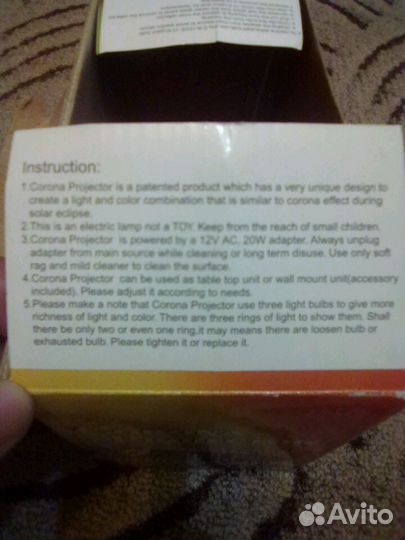 Instruction:
1.Corona Projector is a patented product which has a very unique design to
create a light and color combination that is similar to corona effect during
solar eclipse.
2.This is an electric lamp not a TOY. Keep from the reach of small children.
3.Corona Projector is powered by a 12V AC, 20W adapter. Always unplug
adapter from main source while cleaning or long term disuse. Use only soft
rag and mild cleaner to clean the surface.
4.Corona Projector can be used as table top unit or wall mount unit(accessory
included). Please adjust it according to needs.
5.Please make a note that Corona Projector use three light bulbs to give more
richness of light and color. There are three rings of light to show them. Shall
there be only two or even one ring,it may means there are loosen bulb or
exhausted bulb. Please tighten it or replace it.
Avito